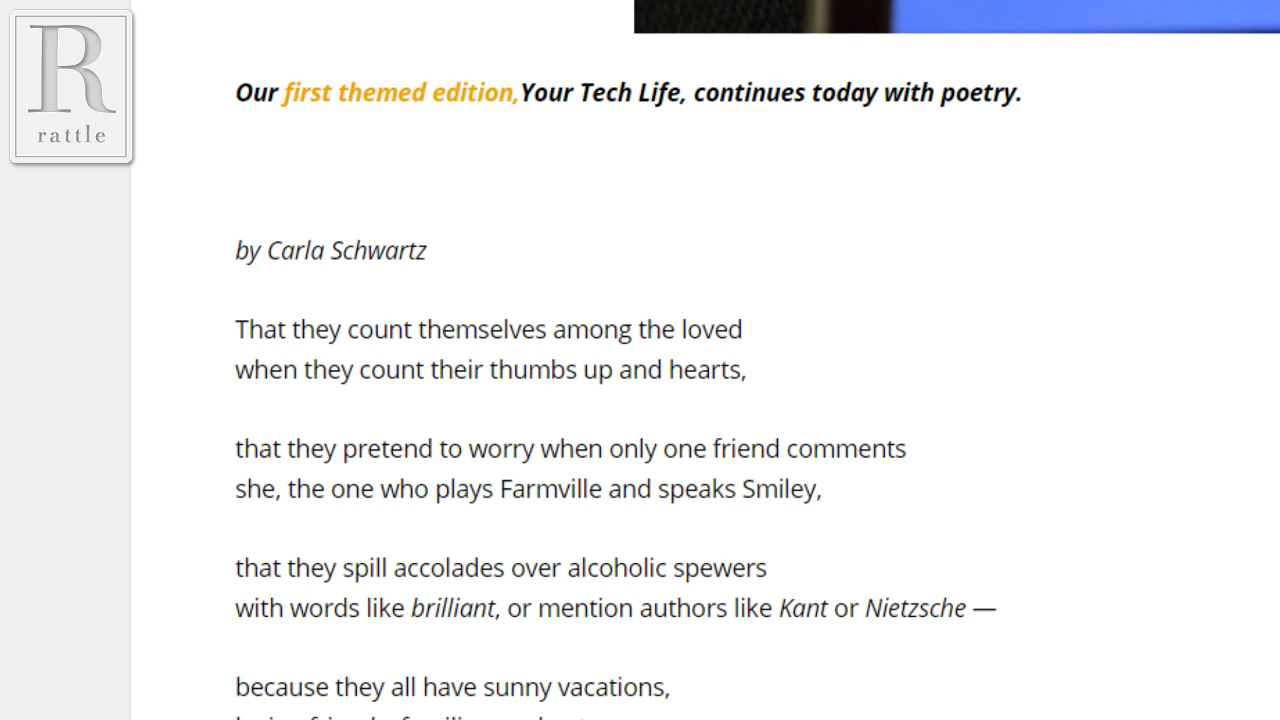 R
rattle
Our first themed edition,Your Tech Life, continues today with poetry.
by Carla Schwartz
That they count themselves among the loved
when they count their thumbs up and hearts,
that they pretend to worry when only one friend comments
she, the one who plays Farmville and speaks Smiley,
that they spill accolades over alcoholic spewers
with words like brilliant, or mention authors like Kant or Nietzsche —
because they all have sunny vacations,